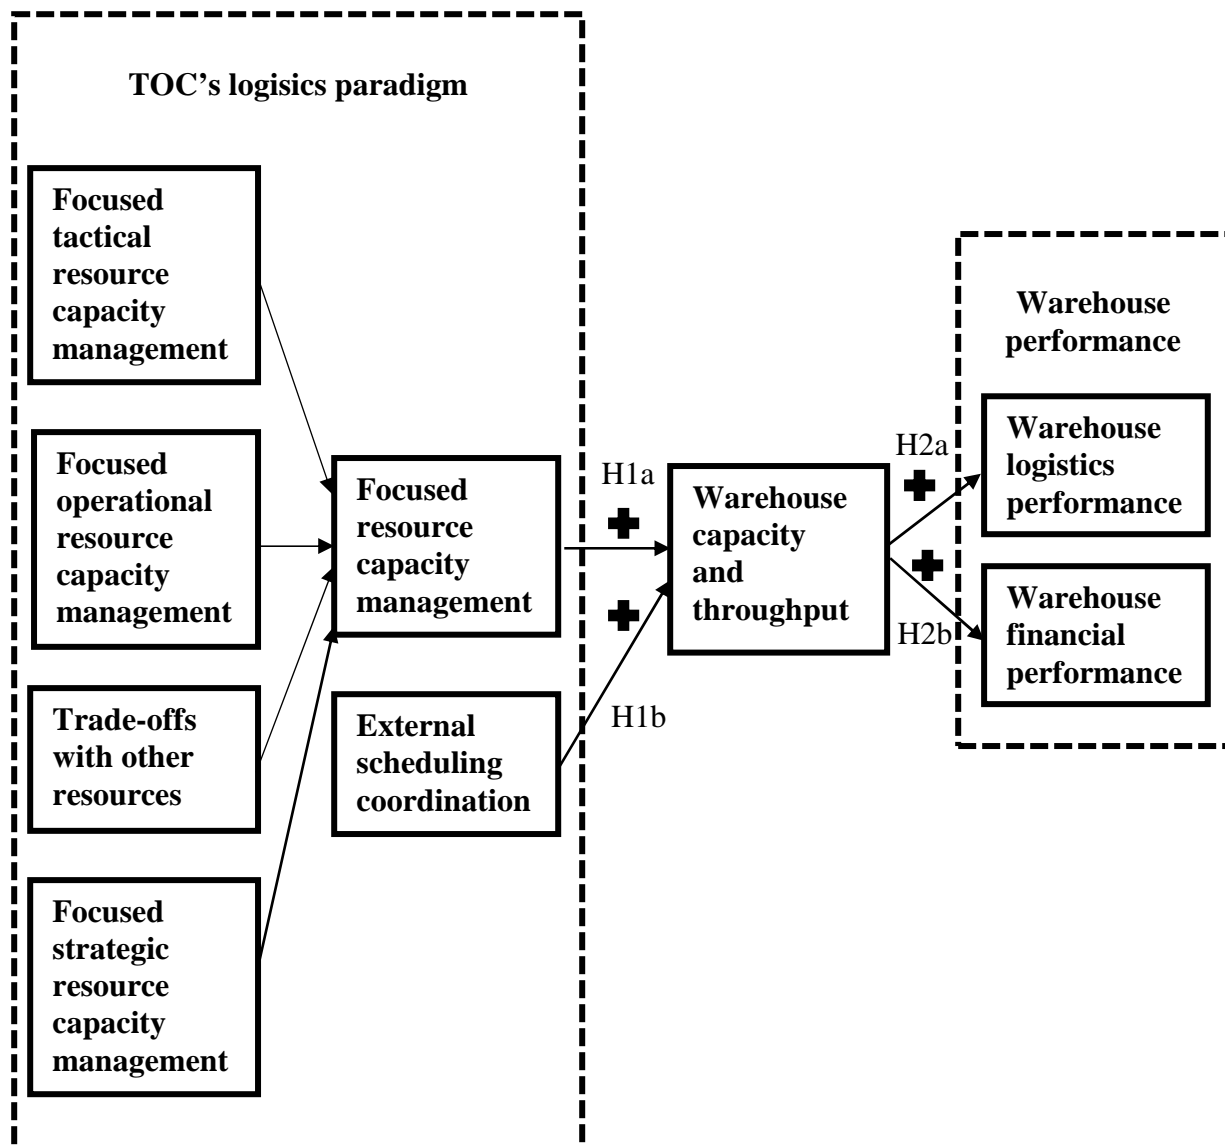 TOC’s logisics paradigm
Focused
tactical
resource
capacity
management
Focused
operational
resource
capacity
management
Trade-offs
with other
resources
Focused
strategic
resource
capacity
management
Focused
resource
capacity
management
External
scheduling
coordination
H1a
H1b
Warehouse
capacity
and
throughput
H2a
H2b
Warehouse
performance
Warehouse
logistics
performance
Warehouse
financial
performance